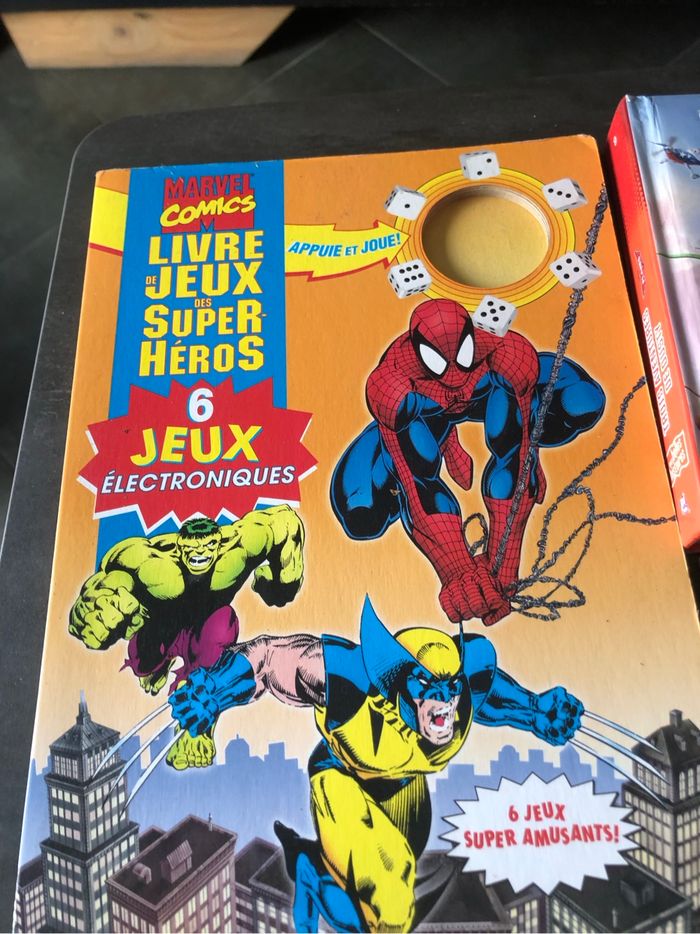 MARVEL
COMICS
LIVRE
DE JEUX
DES
SUPER-
HÉROS
APPUIE ET JOUE!
6
JEUX
ÉLECTRONIQUES
6 JEUX
SUPER AMUSANTS!